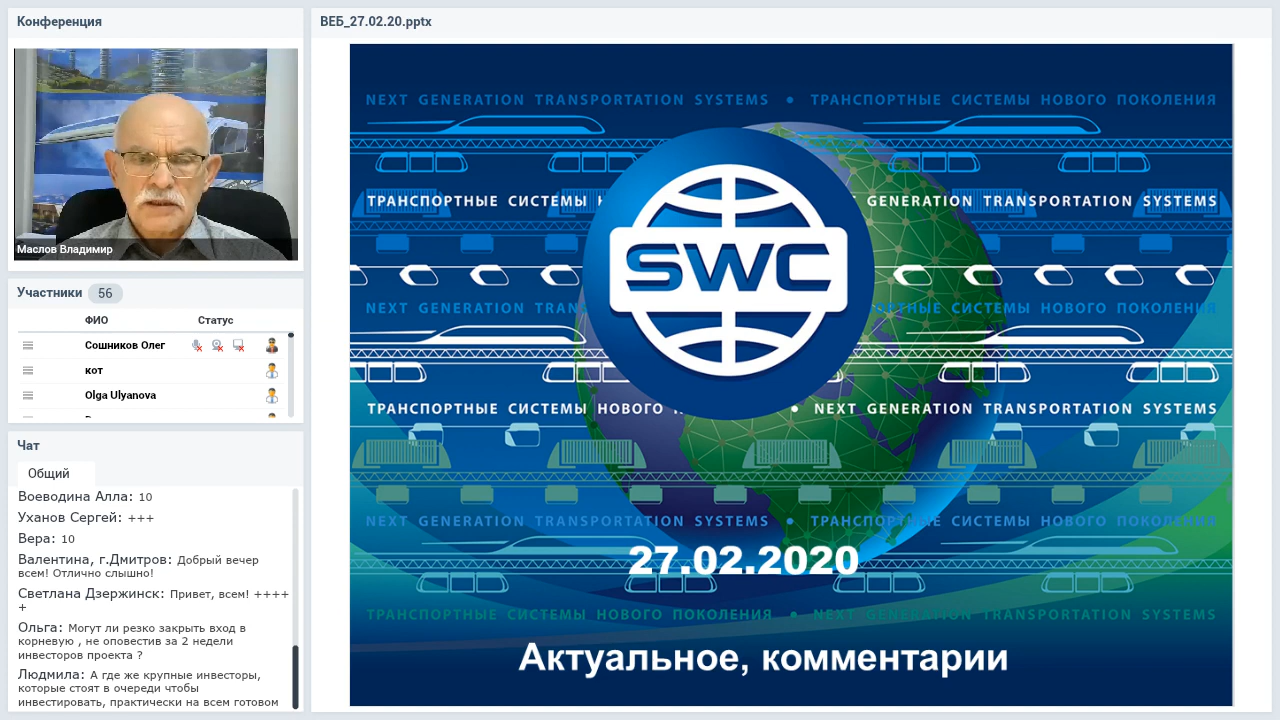 Конференция
Маслов Владимир
Участники 56
ФИО Статус
Сошников Олег
кот
Olga Ulyanova
Чат
Общий
Воеводина Алла: 10
Уханов Сергей: +++
Вера: 10
Валентина, г.Дмитров: Добрый вечер
всем! Отлично слышно!
Светлана Дзержинск: Привет, всем! ++++
+
Ольга: Могут ли резко закрыть вход в
корневую , не оповестив за 2 недели
инвесторов проекта ?
Людмила: А где же крупные инвесторы,
которые стоят в очереди чтобы
инвестировать, практически на всем готовом
ВЕБ_27.02.20.pptx
NEXT GENERATION TRANSPORTATION SYSTEMS • ТРАНСПОРТНЫЕ СИСТЕМЫ НОВОГО ПОКОЛЕНИЯ
ТРАНСПОРТНЫЕ СИСТЕМЫ GENERATION TRANSPORTATION SYSTEMS
SWC
NEXT GENERATION TRAN НОВОГО ПОКОЛЕНИЯ
ТРАНСПОРТНЫЕ СИСТЕМЫ НОВОГО • NEXT GENERATION TRANSPORTATION SYSTEMS
NEXT GENERATION TRANSPORTATION SYSTEMS • ТРАНСПОРТНЫЕ СИСТЕМЫ НОВОГО ПОКОЛЕНИЯ
27.02.2020
ТРАНСПОРТНЫЕ СИСТЕМЫ НОВОГО ПОКОЛЕНИЯ • NEXT GENERATION TRANSPORTATION SYSTEMS
Актуальное, комментарии